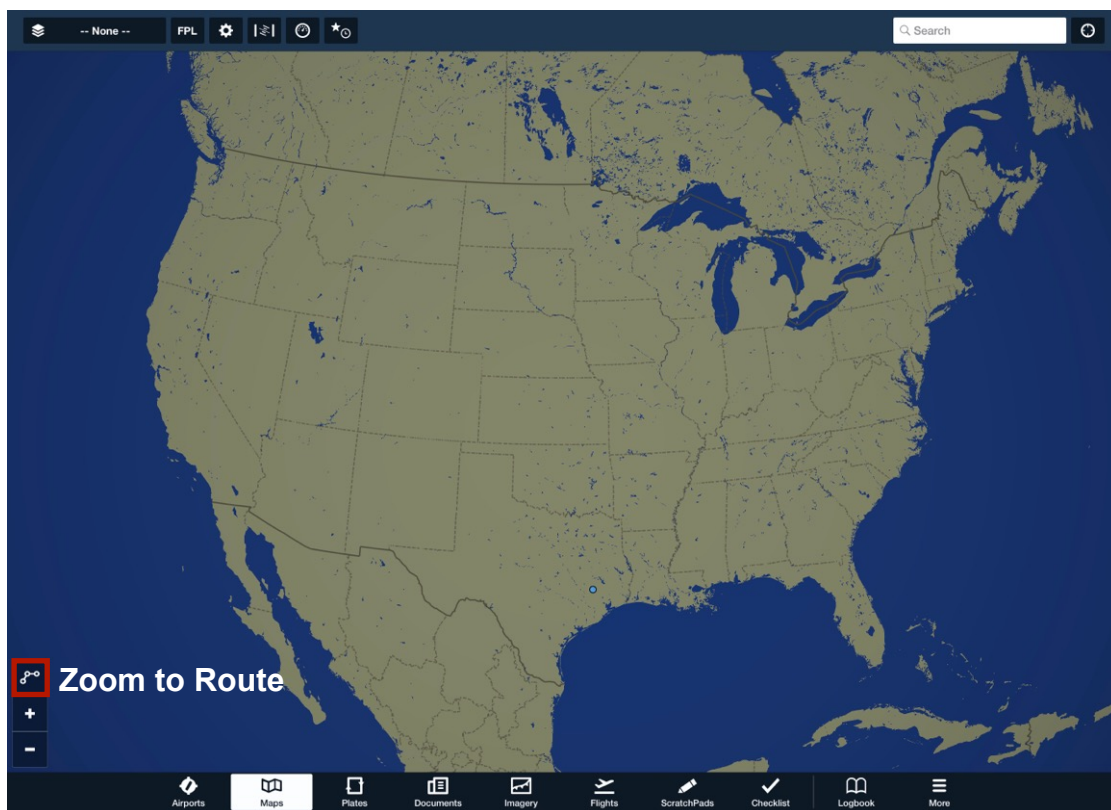 -- None --
FPL
Search
Zoom to Route
+
-
Airports
Maps
Plates
Documents
Imagery
Flights
ScratchPads
Checklist
Logbook
More